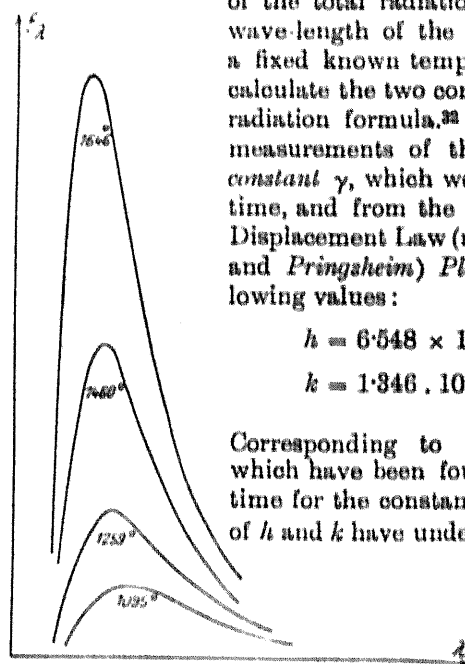 of the total radiation
wave-length of the
a fixed known temp
calculate the two con
radiation formula.³²
measurements of th
constant γ, which we
time, and from the
Displacement Law (
and Pringsheim) Pl
lowing values:
h = 6·548 × 1
k = 1·346 . 10
Corresponding to
which have been fou
time for the constan
of h and k have unde
λ
1646°
1460°
1259°
1095°
λ